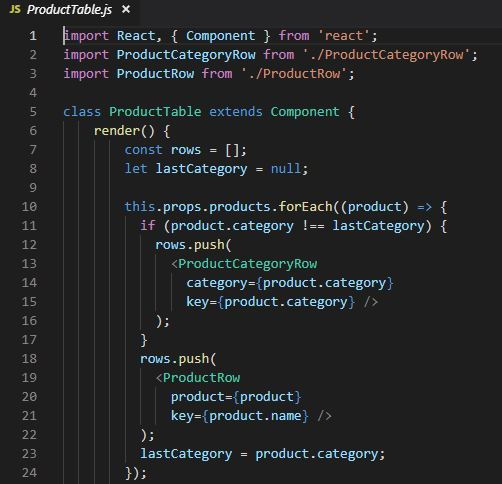 JS ProductTable.js ×
1 import React, { Component } from 'react';
2 import ProductCategoryRow from './ProductCategoryRow';
3 import ProductRow from './ProductRow';
4
5 class ProductTable extends Component {
6 render() {
7 const rows = [];
8 let lastCategory = null;
9
10 this.props.products.forEach((product) => {
11 if (product.category !== lastCategory) {
12 rows.push(
13 <ProductCategoryRow
14 category={product.category}
15 key={product.category} />
16 );
17 }
18 rows.push(
19 <ProductRow
20 product={product}
21 key={product.name} />
22 );
23 lastCategory = product.category;
24 });